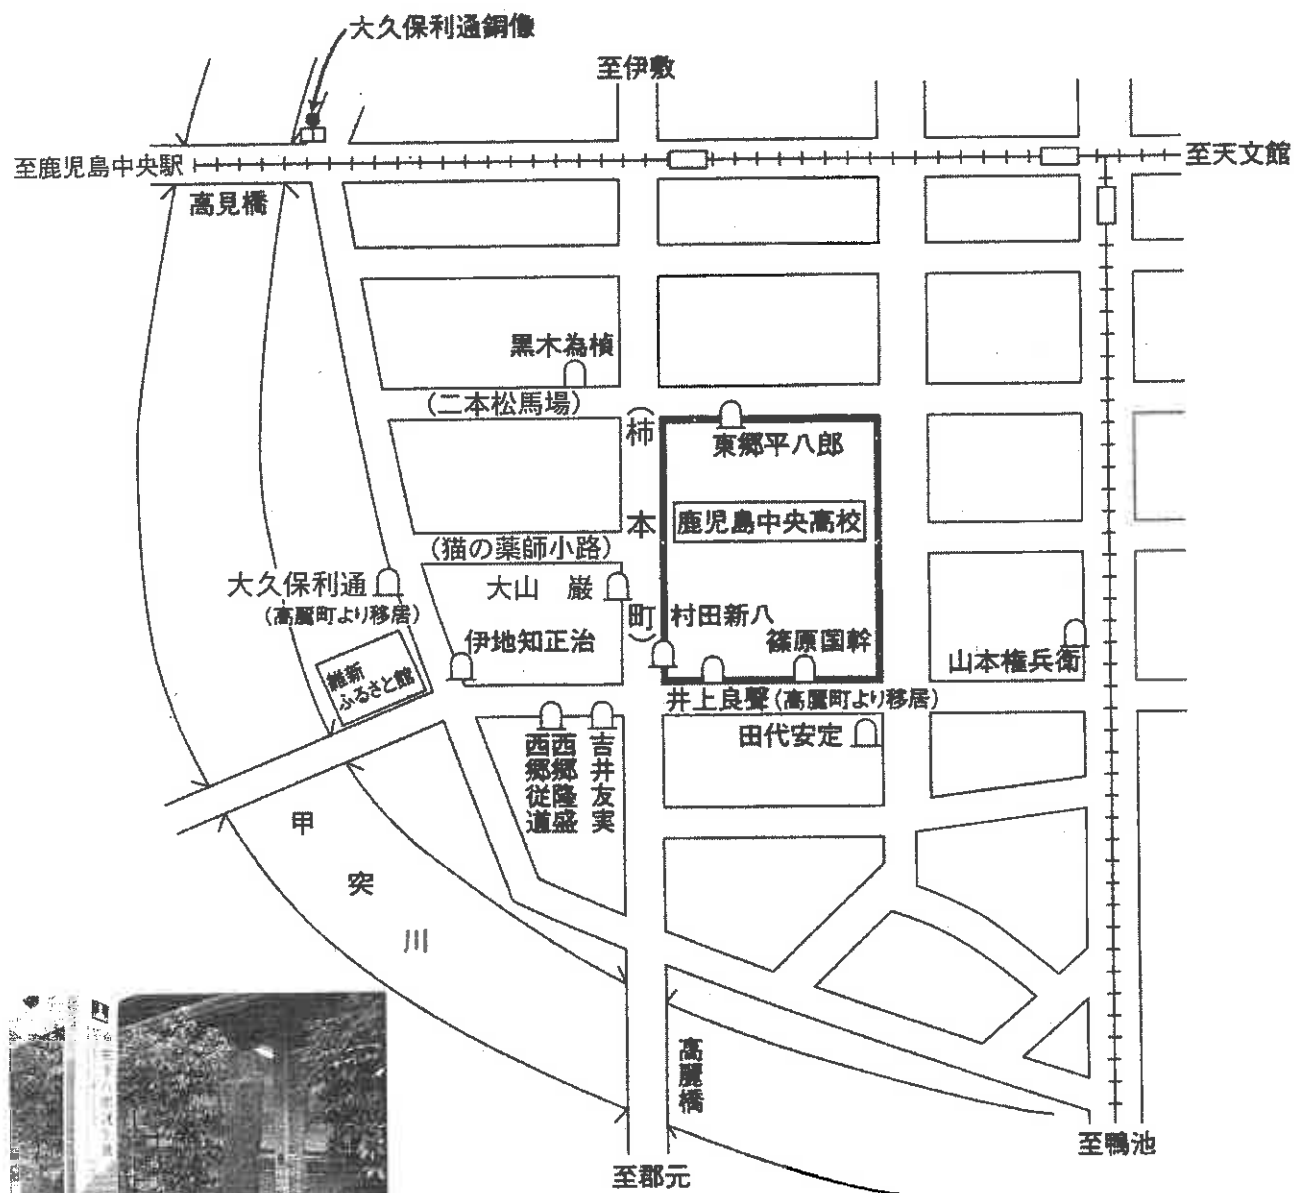 大久保利通銅像
至伊敷
至鹿児島中央駅
至天文館
高見橋
黒木為楨
(二本松馬場)
(柿本町)
東郷平八郎
鹿児島中央高校
(猫の薬師小路)
大久保利通
(高麗町より移居)
大山 巌
村田新八
伊地知正治
篠原国幹
山本権兵衛
維新
ふるさと館
井上良馨(高麗町より移居)
田代安定
西郷従道
西郷隆盛
吉井友実
甲突川
高麗橋
至鴨池
至郡元